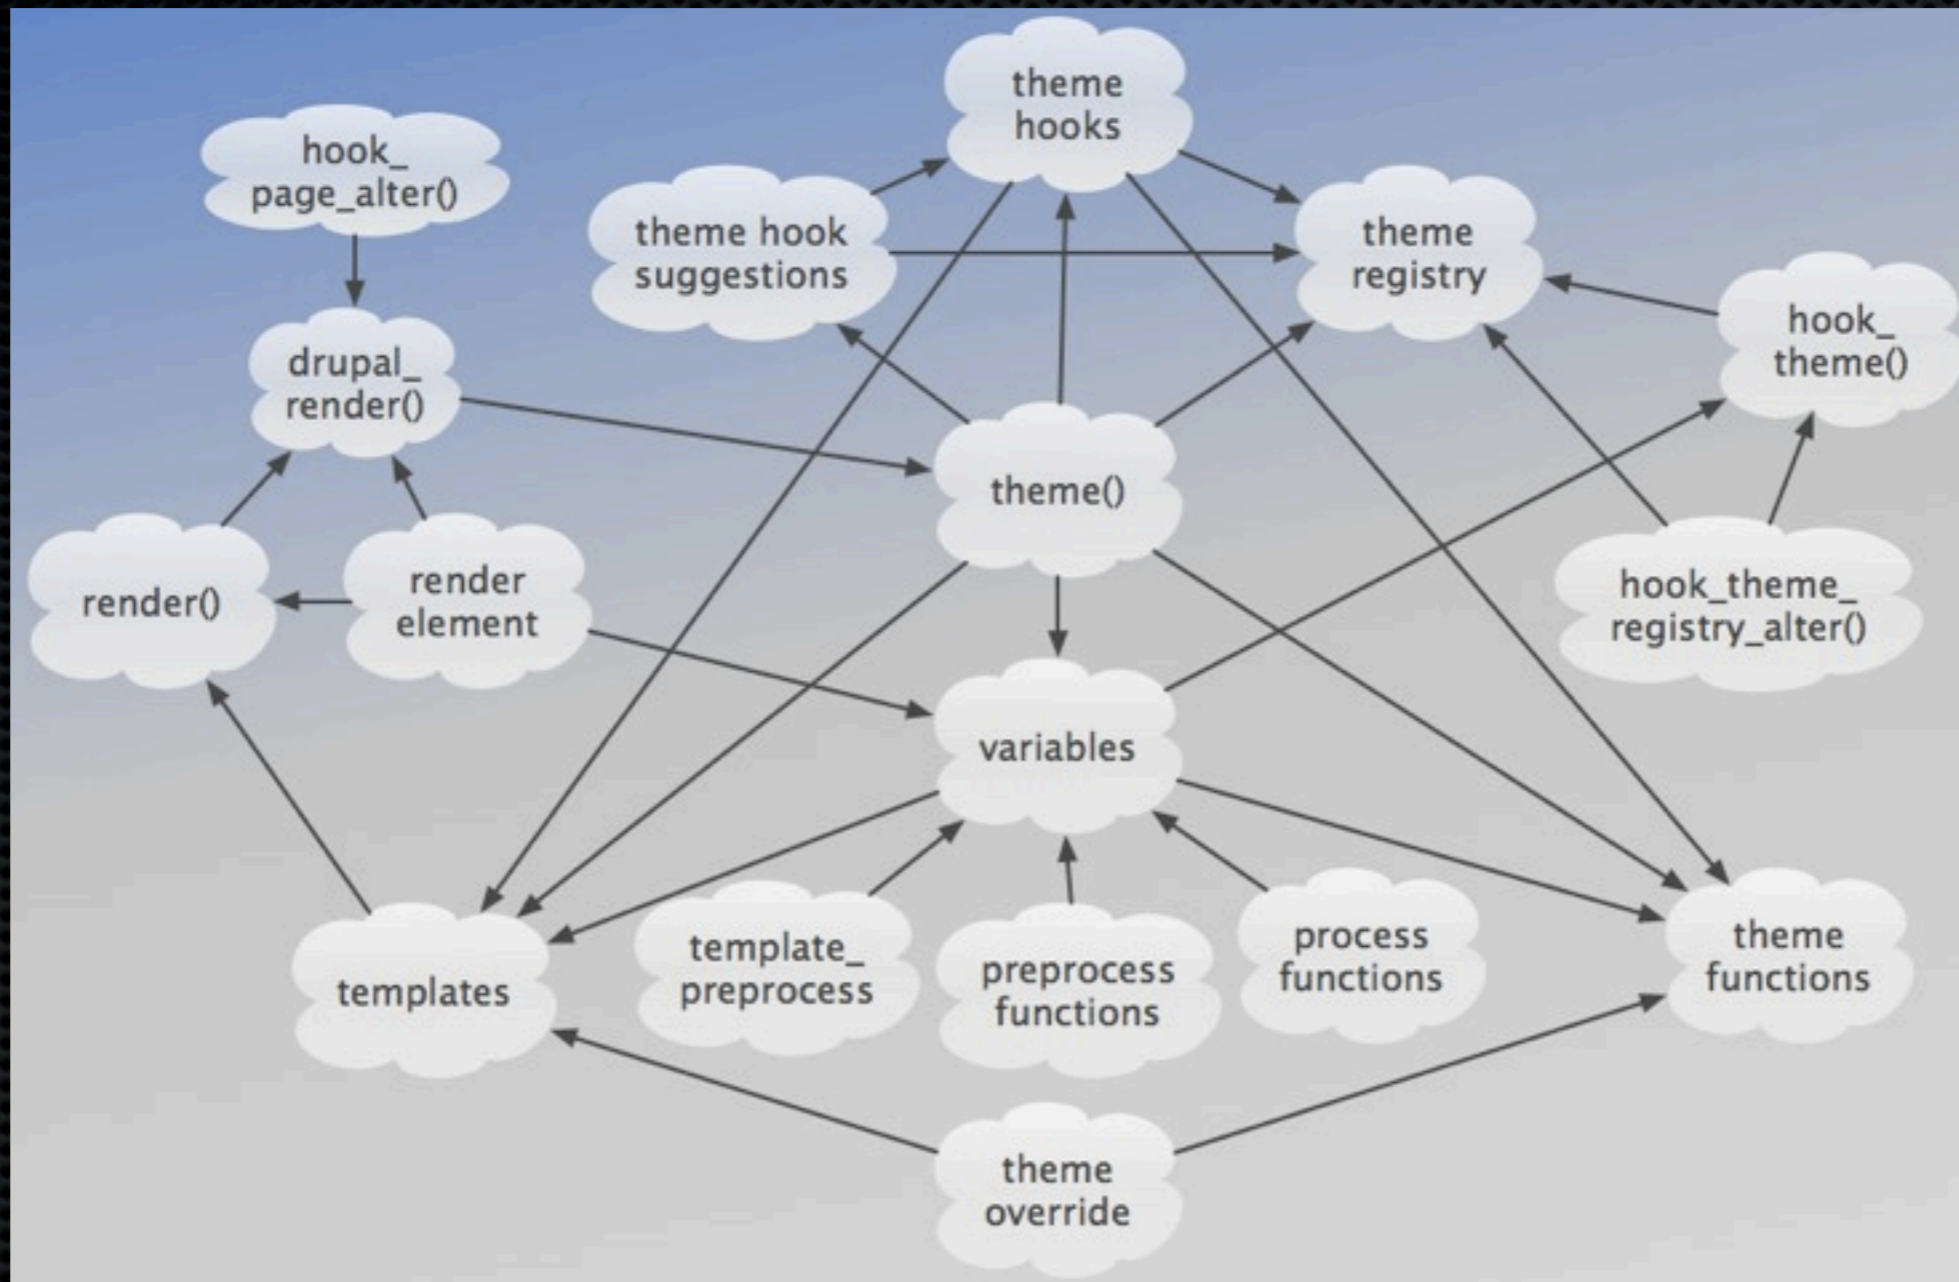 theme
hooks
hook_
page_alter()
theme hook
suggestions
theme
registry
hook_
theme()
drupal_
render()
theme()
render()
render
element
hook_theme_
registry_alter()
variables
templates
template_
preprocess
preprocess
functions
process
functions
theme
functions
theme
override